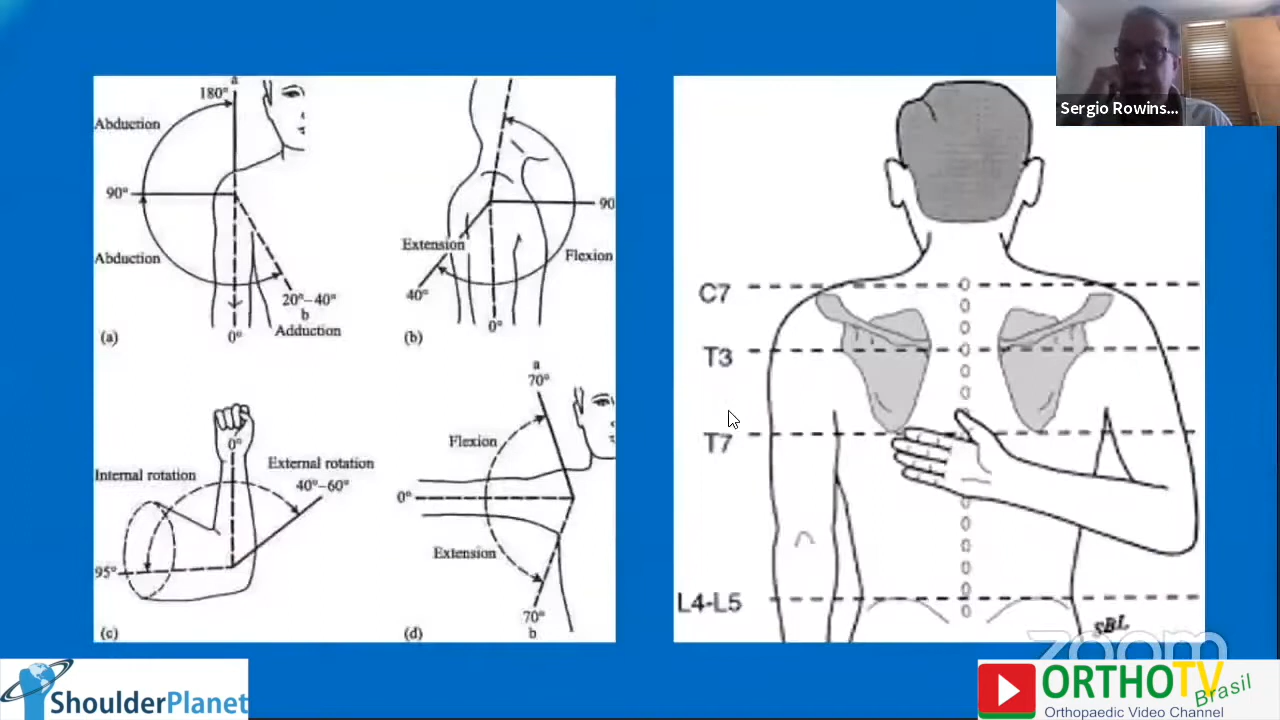 180°
a
Abduction
90°
Abduction
20°–40°
b
Adduction
0°
(a)
90
Extension
Flexion
40°
0°
(b)
0°
Internal rotation
External rotation
40°–60°
95°
(c)
a
70°
Flexion
0°
Extension
70°
b
(d)
C7
T3
T7
L4-L5
SBL
Sergio Rowins...
zoom
ShoulderPlanet
ORTHOTV
Brasil
Orthopaedic Video Channel